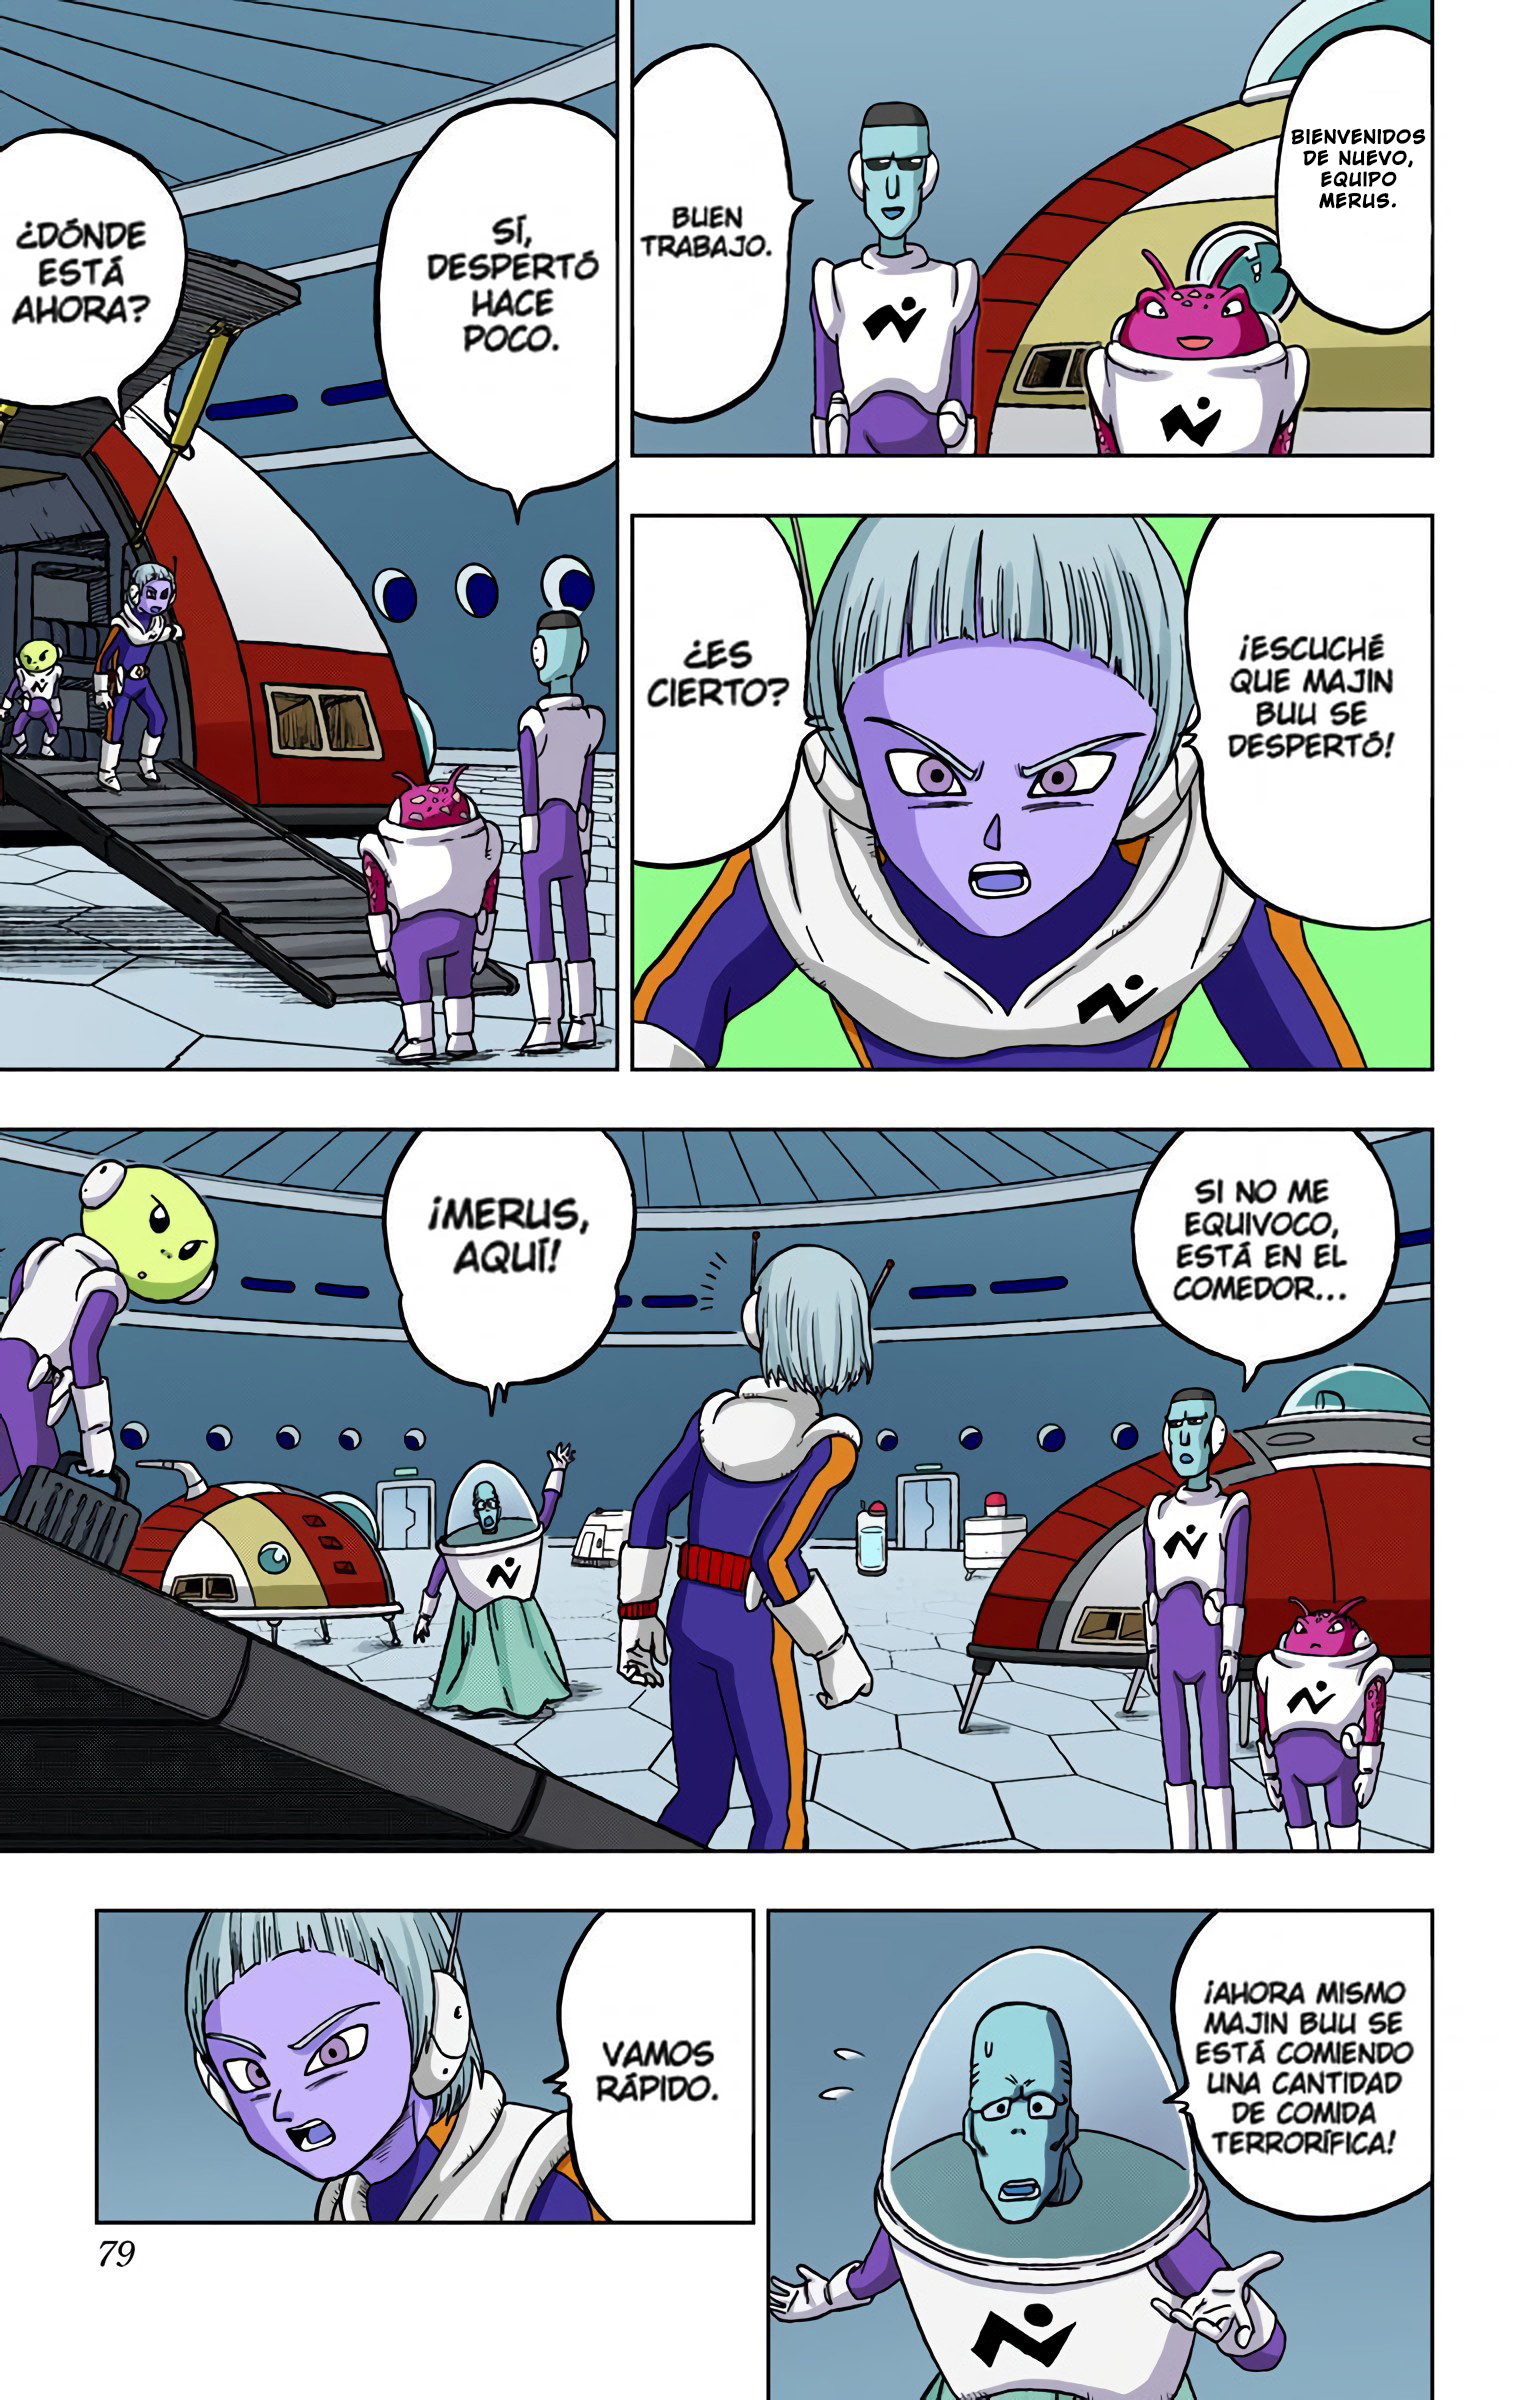 BIENVENIDOS
DE NUEVO,
EQUIPO
MERUS.
BUEN
TRABAJO.
¡ESCUCHÉ
QUE MAJIN
BUU SE
DESPERTÓ!
¿ES
CIERTO?
SÍ,
DESPERTÓ
HACE
POCO.
¿DÓNDE
ESTÁ
AHORA?
SI NO ME
EQUIVOCO,
ESTÁ EN EL
COMEDOR...
¡MERUS,
AQUÍ!
¡AHORA MISMO
MAJIN BUU SE
ESTÁ COMIENDO
UNA CANTIDAD
DE COMIDA
TERRORÍFICA!
VAMOS
RÁPIDO.
79